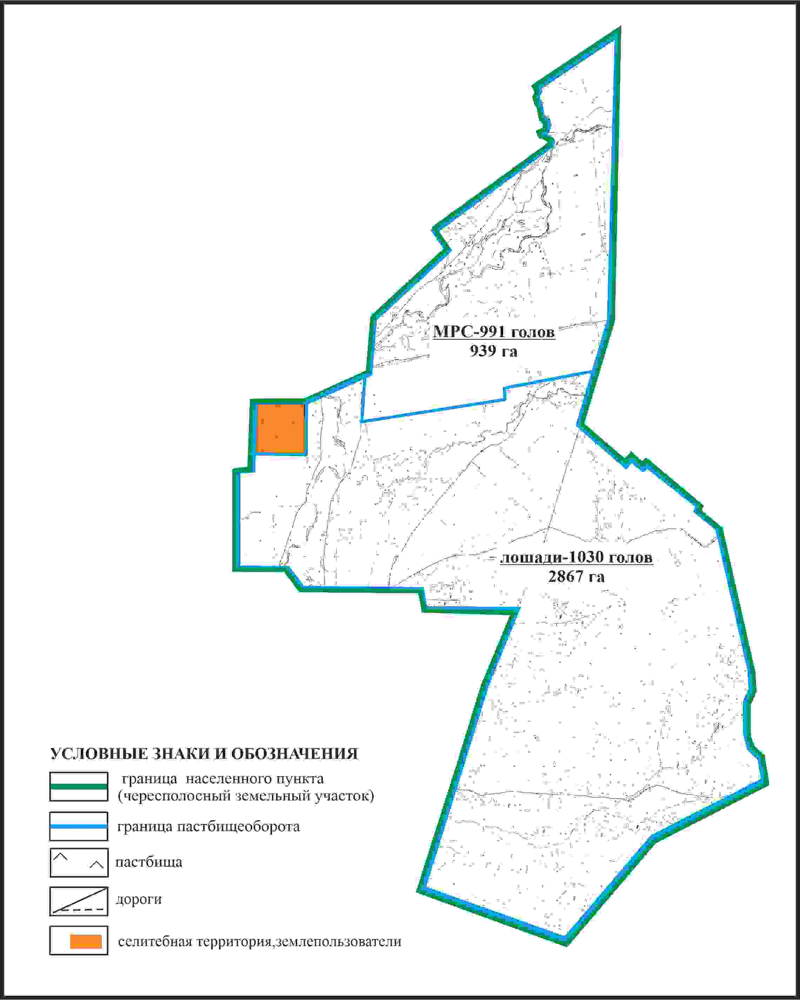 МРС-991 голов
939 га
лошади-1030 голов
2867 га
УСЛОВНЫЕ ЗНАКИ И ОБОЗНАЧЕНИЯ
граница населенного пункта
(чересполосный земельный участок)
граница пастбищеоборота
пастбища
дороги
селитебная территория,землепользователи